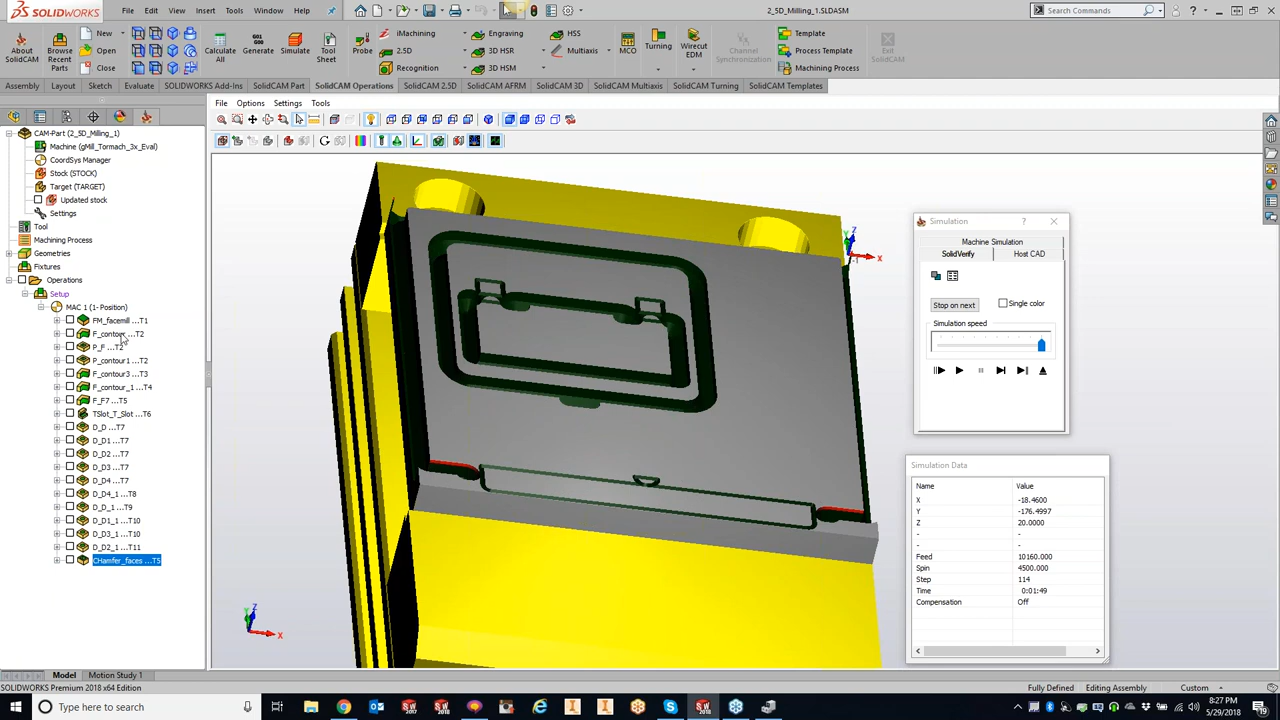 SOLIDWORKS File Edit View Insert Tools Window Help 2_5D_Milling_1.SLDASM Search Commands
About SolidCAM Browse Recent Parts New Open Close Calculate All Generate Simulate Tool Sheet Probe iMachining 2.5D Recognition Engraving 3D HSR 3D HSM HSS Multiaxis MCO Turning Wirecut EDM Channel Synchronization Template Process Template Machining Process Exit SolidCAM
G01 G00
Assembly Layout Sketch Evaluate SOLIDWORKS Add-Ins SolidCAM Part SolidCAM Operations SolidCAM 2.5D SolidCAM AFRM SolidCAM 3D SolidCAM Multiaxis SolidCAM Turning SolidCAM Templates
File Options Settings Tools
CAM-Part (2_5D_Milling_1)
Machine (gMill_Tormach_3x_Eval)
CoordSys Manager
Stock (STOCK)
Target (TARGET)
Updated stock
Settings
Tool
Machining Process
Geometries
Fixtures
Operations
Setup
MAC 1 (1- Position)
FM_facemill ...T1
F_contour ...T2
P_F ...T2
P_contour1 ...T2
F_contour3 ...T3
F_contour_1 ...T4
F_F7 ...T5
TSlot_T_Slot ...T6
D_D ...T7
D_D1 ...T7
D_D2 ...T7
D_D3 ...T7
D_D4 ...T7
D_D4_1 ...T8
D_D_1 ...T9
D_D1_1 ...T10
D_D3_1 ...T10
D_D2_1 ...T11
CHamfer_faces ...T5
Z
Y
X
Z
Y
X
Simulation ?
Machine Simulation
SolidVerify Host CAD
Stop on next Single color
Simulation speed
Simulation Data
Name Value
X -18.4600
Y -176.4997
Z 20.0000
-
-
Feed 10160.000
Spin 4500.000
Step 114
Time 0:01:49
Compensation Off
Model Motion Study 1
SOLIDWORKS Premium 2018 x64 Edition Fully Defined Editing Assembly Custom
Type here to search 8:27 PM
5/29/2018